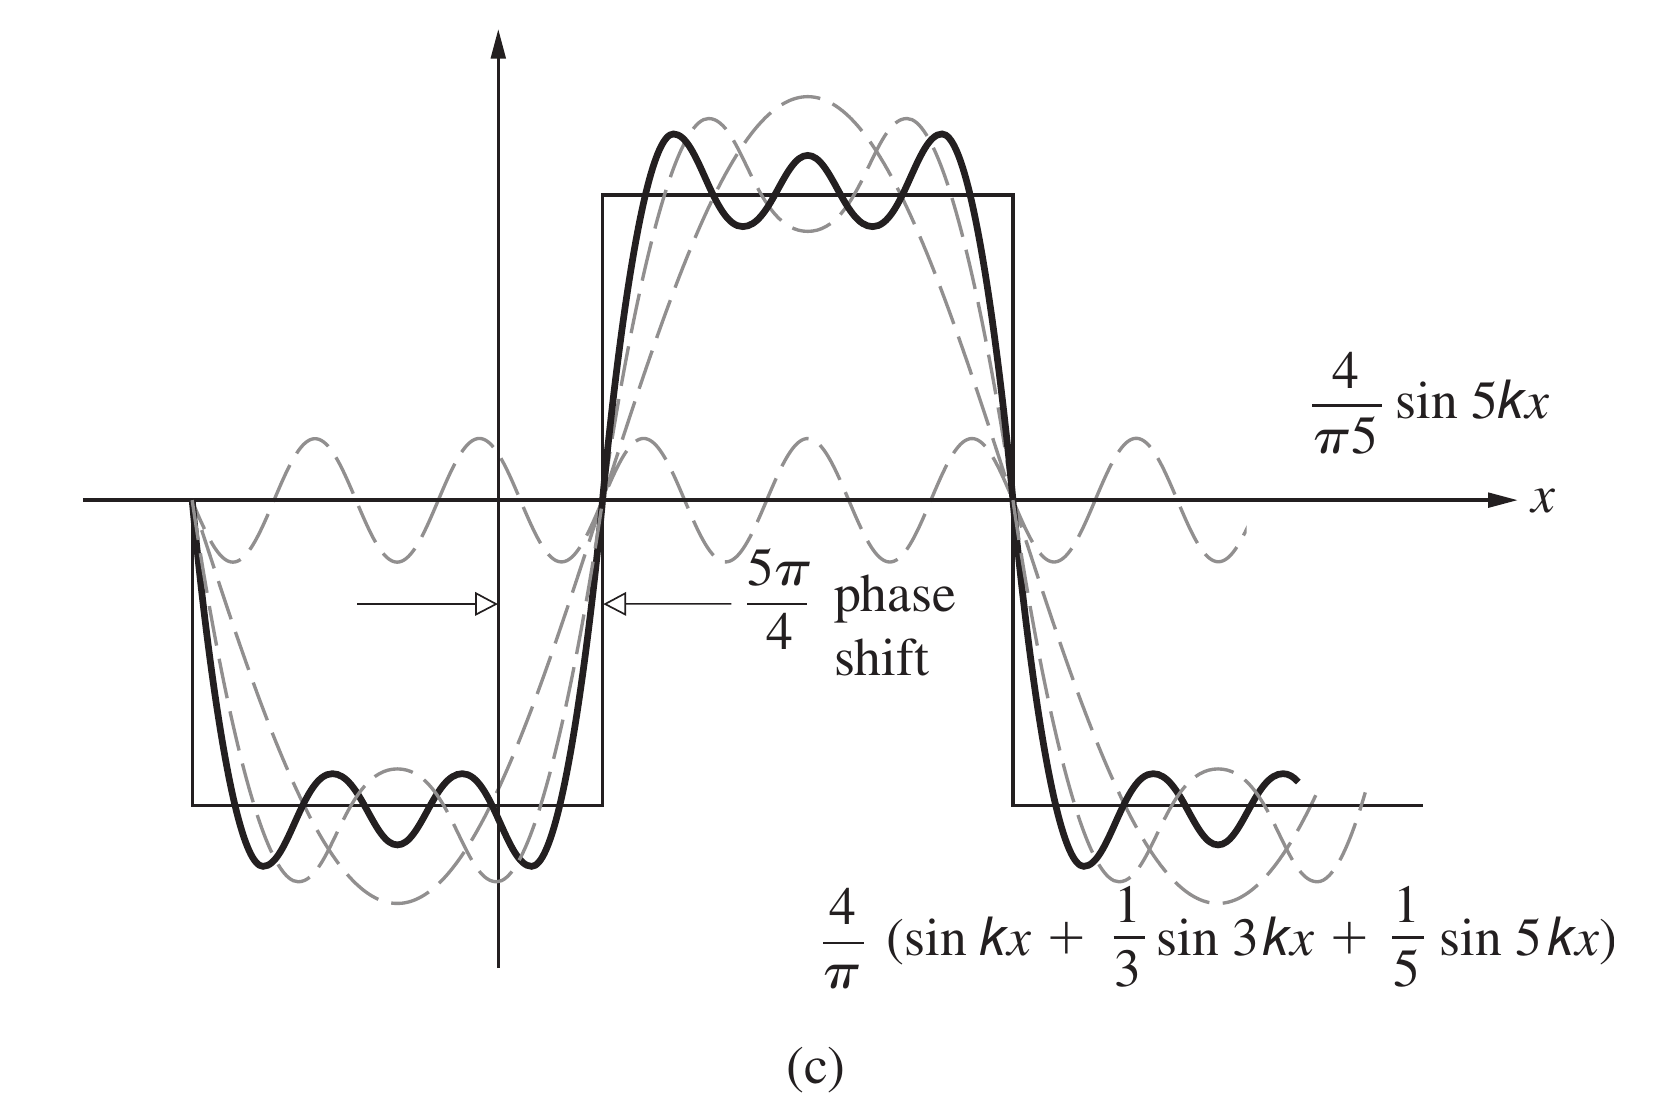 4/π5 sin 5kx
x
5π/4 phase
shift
4/π (sin kx + 1/3 sin 3kx + 1/5 sin 5kx)
(c)